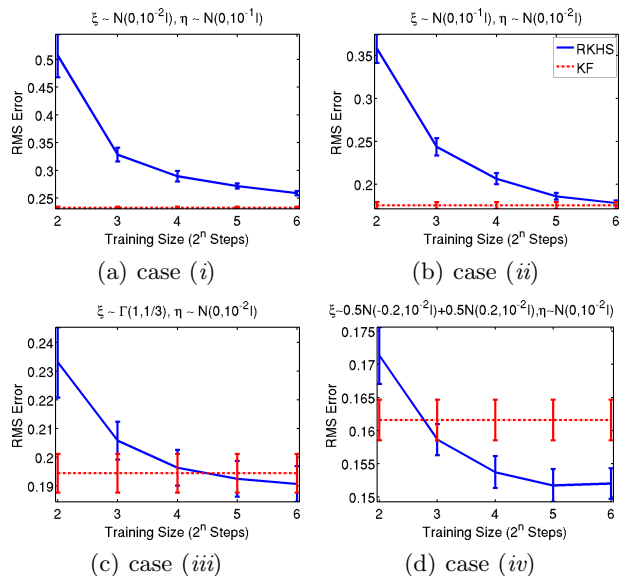 ξ ~ N(0,10⁻²I), η ~ N(0,10⁻¹I)
RMS Error
0.5
0.45
0.4
0.35
0.3
0.25
2 3 4 5 6
Training Size (2ⁿ Steps)
(a) case (i)
ξ ~ N(0,10⁻¹I), η ~ N(0,10⁻²I)
RKHS
KF
RMS Error
0.35
0.3
0.25
0.2
2 3 4 5 6
Training Size (2ⁿ Steps)
(b) case (ii)
ξ ~ Γ(1,1/3), η ~ N(0,10⁻²I)
RMS Error
0.24
0.23
0.22
0.21
0.2
0.19
2 3 4 5 6
Training Size (2ⁿ Steps)
(c) case (iii)
ξ~0.5N(-0.2,10⁻²I)+0.5N(0.2,10⁻²I),η~N(0,10⁻²I)
RMS Error
0.175
0.17
0.165
0.16
0.155
0.15
2 3 4 5 6
Training Size (2ⁿ Steps)
(d) case (iv)